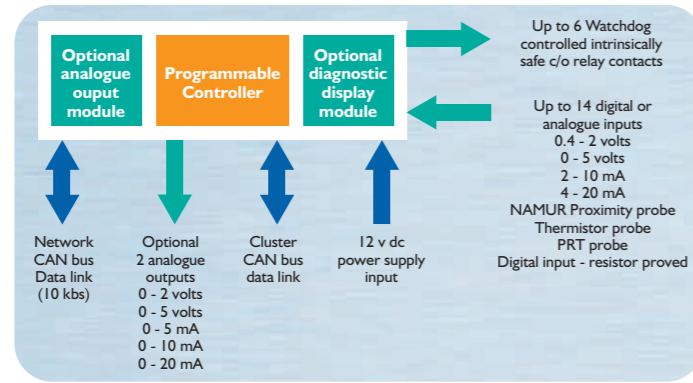 Optional
analogue
ouput
module
Programmable
Controller
Optional
diagnostic
display
module
Up to 6 Watchdog
controlled intrinsically
safe c/o relay contacts
Up to 14 digital or
analogue inputs
0.4 - 2 volts
0 - 5 volts
2 - 10 mA
4 - 20 mA
NAMUR Proximity probe
Thermistor probe
PRT probe
Digital input - resistor proved
Network
CAN bus
Data link
(10 kbs)
Optional
2 analogue
outputs
0 - 2 volts
0 - 5 volts
0 - 5 mA
0 - 10 mA
0 - 20 mA
Cluster
CAN bus
data link
12 v dc
power supply
input